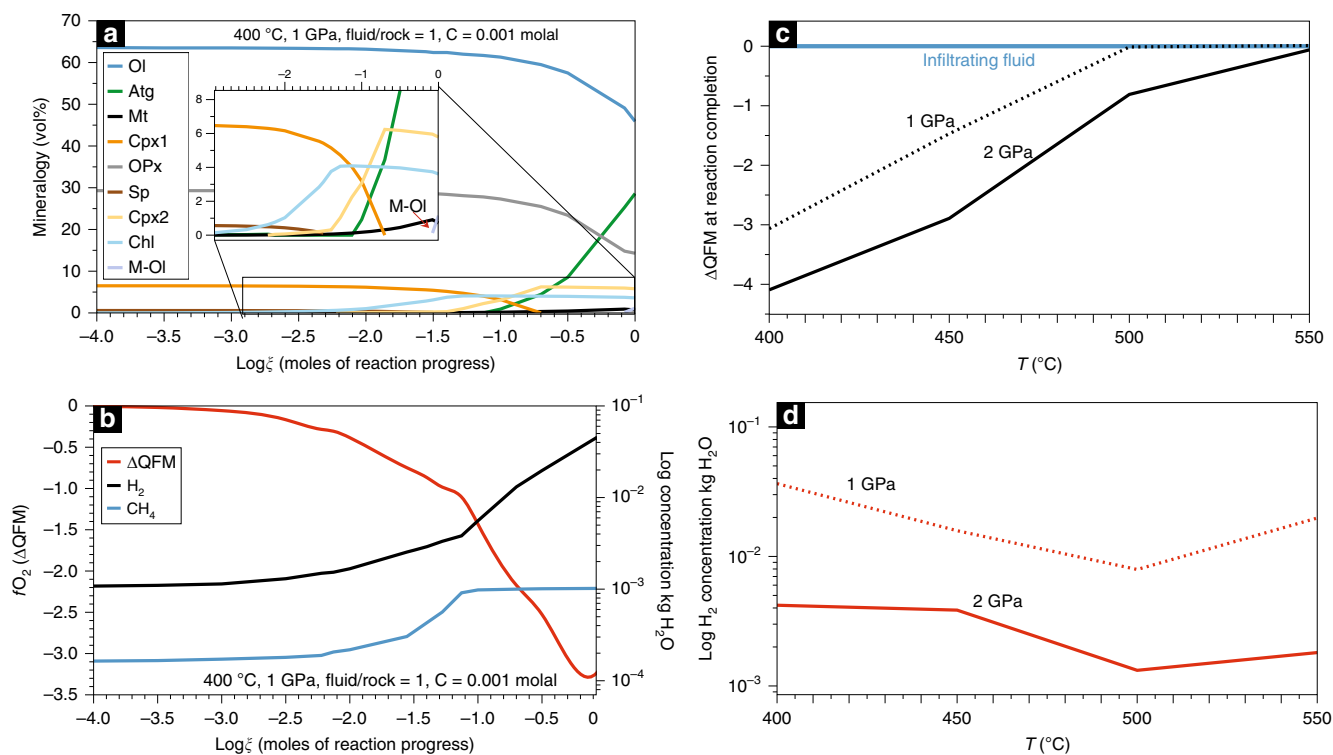 a
400 °C, 1 GPa, fluid/rock = 1, C = 0.001 molal
Mineralogy (vol%)
70
60
50
40
30
20
10
0
Ol
Atg
Mt
Cpx1
OPx
Sp
Cpx2
Chl
M-Ol
−2 −1 0
8
6
4
2
0
M-Ol
−4.0 −3.5 −3.0 −2.5 −2.0 −1.5 −1.0 −0.5 0
Logξ (moles of reaction progress)
b
fO2 (ΔQFM)
0
−0.5
−1.0
−1.5
−2.0
−2.5
−3.0
−3.5
ΔQFM
H2
CH4
10−1
10−2
10−3
10−4
Log concentration kg H2O
400 °C, 1 GPa, fluid/rock = 1, C = 0.001 molal
−4.0 −3.5 −3.0 −2.5 −2.0 −1.5 −1.0 −0.5 0
Logξ (moles of reaction progress)
c
ΔQFM at reaction completion
0
−1
−2
−3
−4
Infiltrating fluid
1 GPa
2 GPa
400 450 500 550
T (°C)
d
Log H2 concentration kg H2O
10−1
10−2
10−3
1 GPa
2 GPa
400 450 500 550
T (°C)